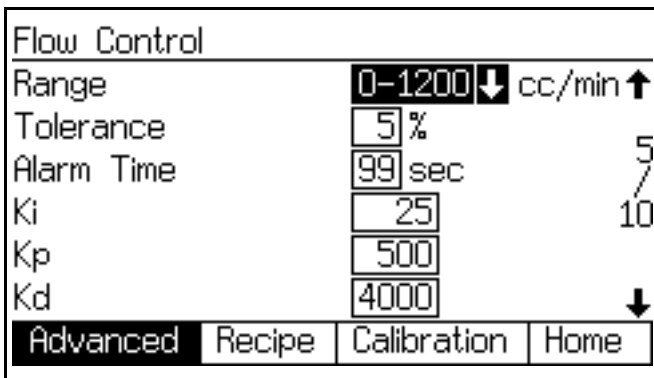 Flow Control
Range 0-1200 cc/min
Tolerance 5 %
Alarm Time 99 sec
5
/
10
Ki 25
Kp 500
Kd 4000
Advanced Recipe Calibration Home